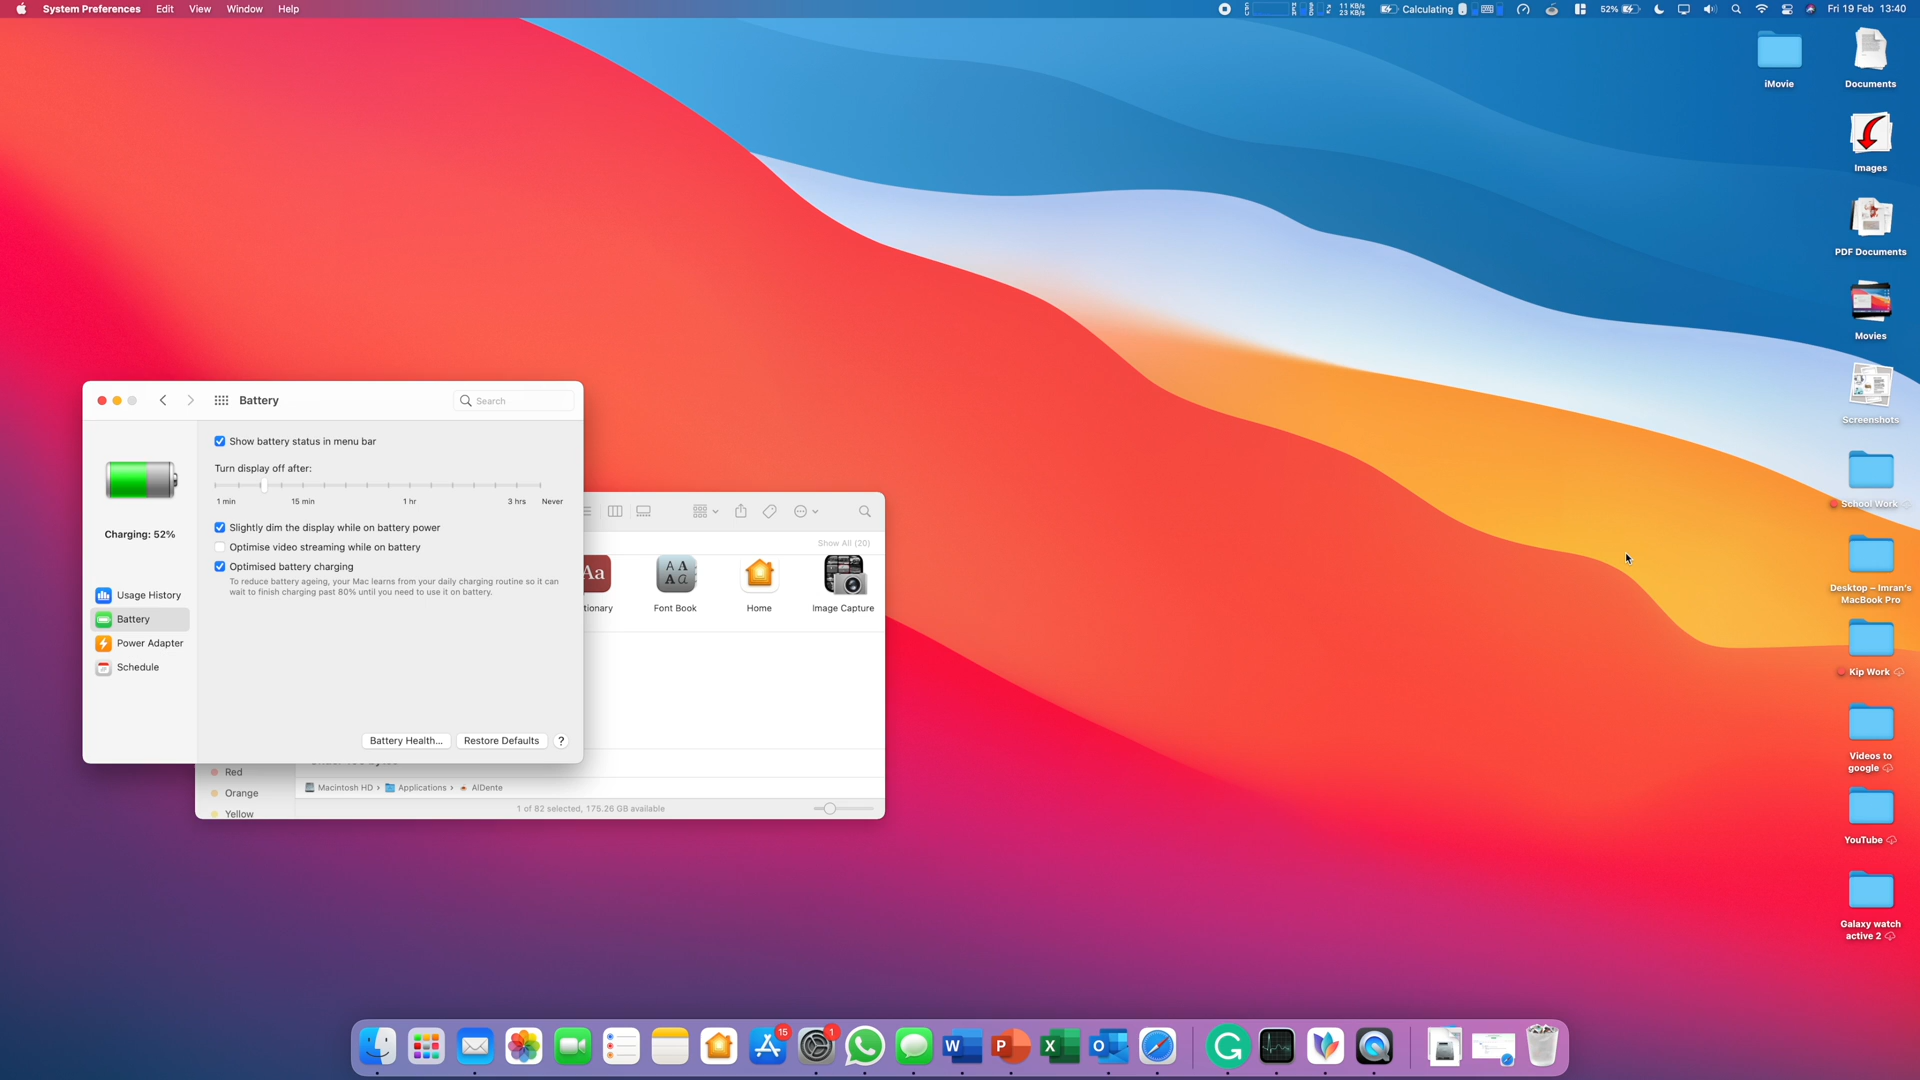 System Preferences Edit View Window Help
11 KB/s
23 KB/s
Calculating
52%
Fri 19 Feb 13:40
iMovie
Documents
Images
PDF Documents
Movies
Screenshots
School Work
Desktop – Imran's
MacBook Pro
Kip Work
Videos to
google
YouTube
Galaxy watch
active 2
Battery
Search
Show battery status in menu bar
Turn display off after:
1 min 15 min 1 hr 3 hrs Never
Slightly dim the display while on battery power
Optimise video streaming while on battery
Optimised battery charging
To reduce battery ageing, your Mac learns from your daily charging routine so it can
wait to finish charging past 80% until you need to use it on battery.
Charging: 52%
Usage History
Battery
Power Adapter
Schedule
Battery Health...
Restore Defaults
?
Show All (20)
Aa
tionary
Font Book
Home
Image Capture
Red
Orange
Yellow
Macintosh HD › Applications › AlDente
1 of 82 selected, 175.26 GB available
15
1
W
P
X
O
G